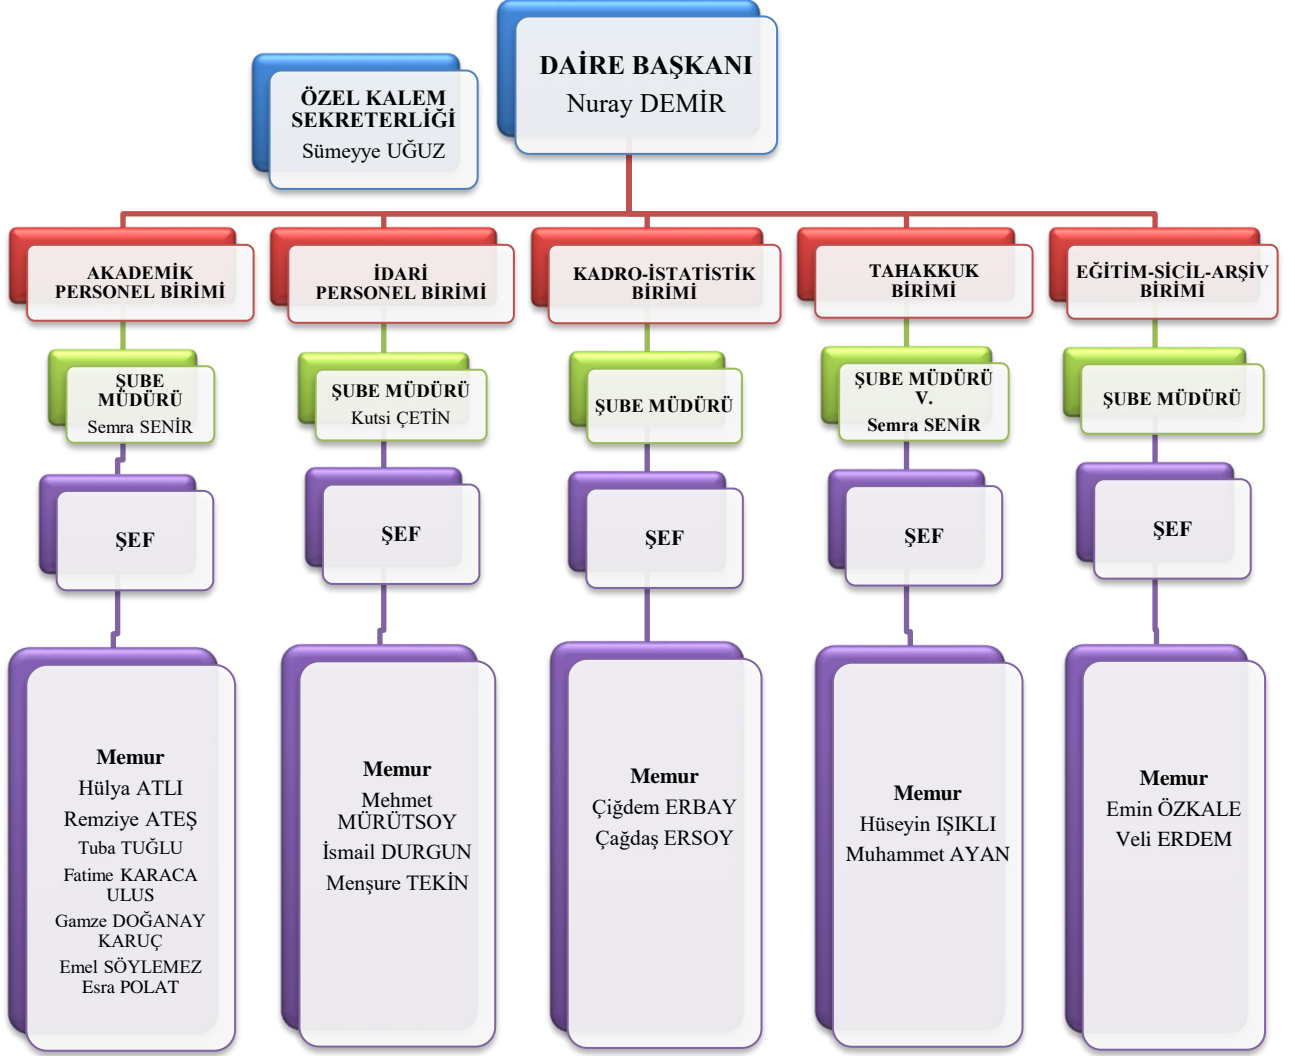 DAİRE BAŞKANI
Nuray DEMİR
ÖZEL KALEM
SEKRETERLİĞİ
Sümeyye UĞUZ
AKADEMİK
PERSONEL BİRİMİ
İDARİ
PERSONEL BİRİMİ
KADRO-İSTATİSTİK
BİRİMİ
TAHAKKUK
BİRİMİ
EĞİTİM-SİCİL-ARŞİV
BİRİMİ
ŞUBE
MÜDÜRÜ
Semra SENİR
ŞUBE MÜDÜRÜ
Kutsi ÇETİN
ŞUBE MÜDÜRÜ
ŞUBE MÜDÜRÜ
V.
Semra SENİR
ŞUBE MÜDÜRÜ
ŞEF
ŞEF
ŞEF
ŞEF
ŞEF
Memur
Hülya ATLI
Remziye ATEŞ
Tuba TUĞLU
Fatime KARACA
ULUS
Gamze DOĞANAY
KARUÇ
Emel SÖYLEMEZ
Esra POLAT
Memur
Mehmet
MÜRÜTSOY
İsmail DURGUN
Menşure TEKİN
Memur
Çiğdem ERBAY
Çağdaş ERSOY
Memur
Hüseyin IŞIKLI
Muhammet AYAN
Memur
Emin ÖZKALE
Veli ERDEM